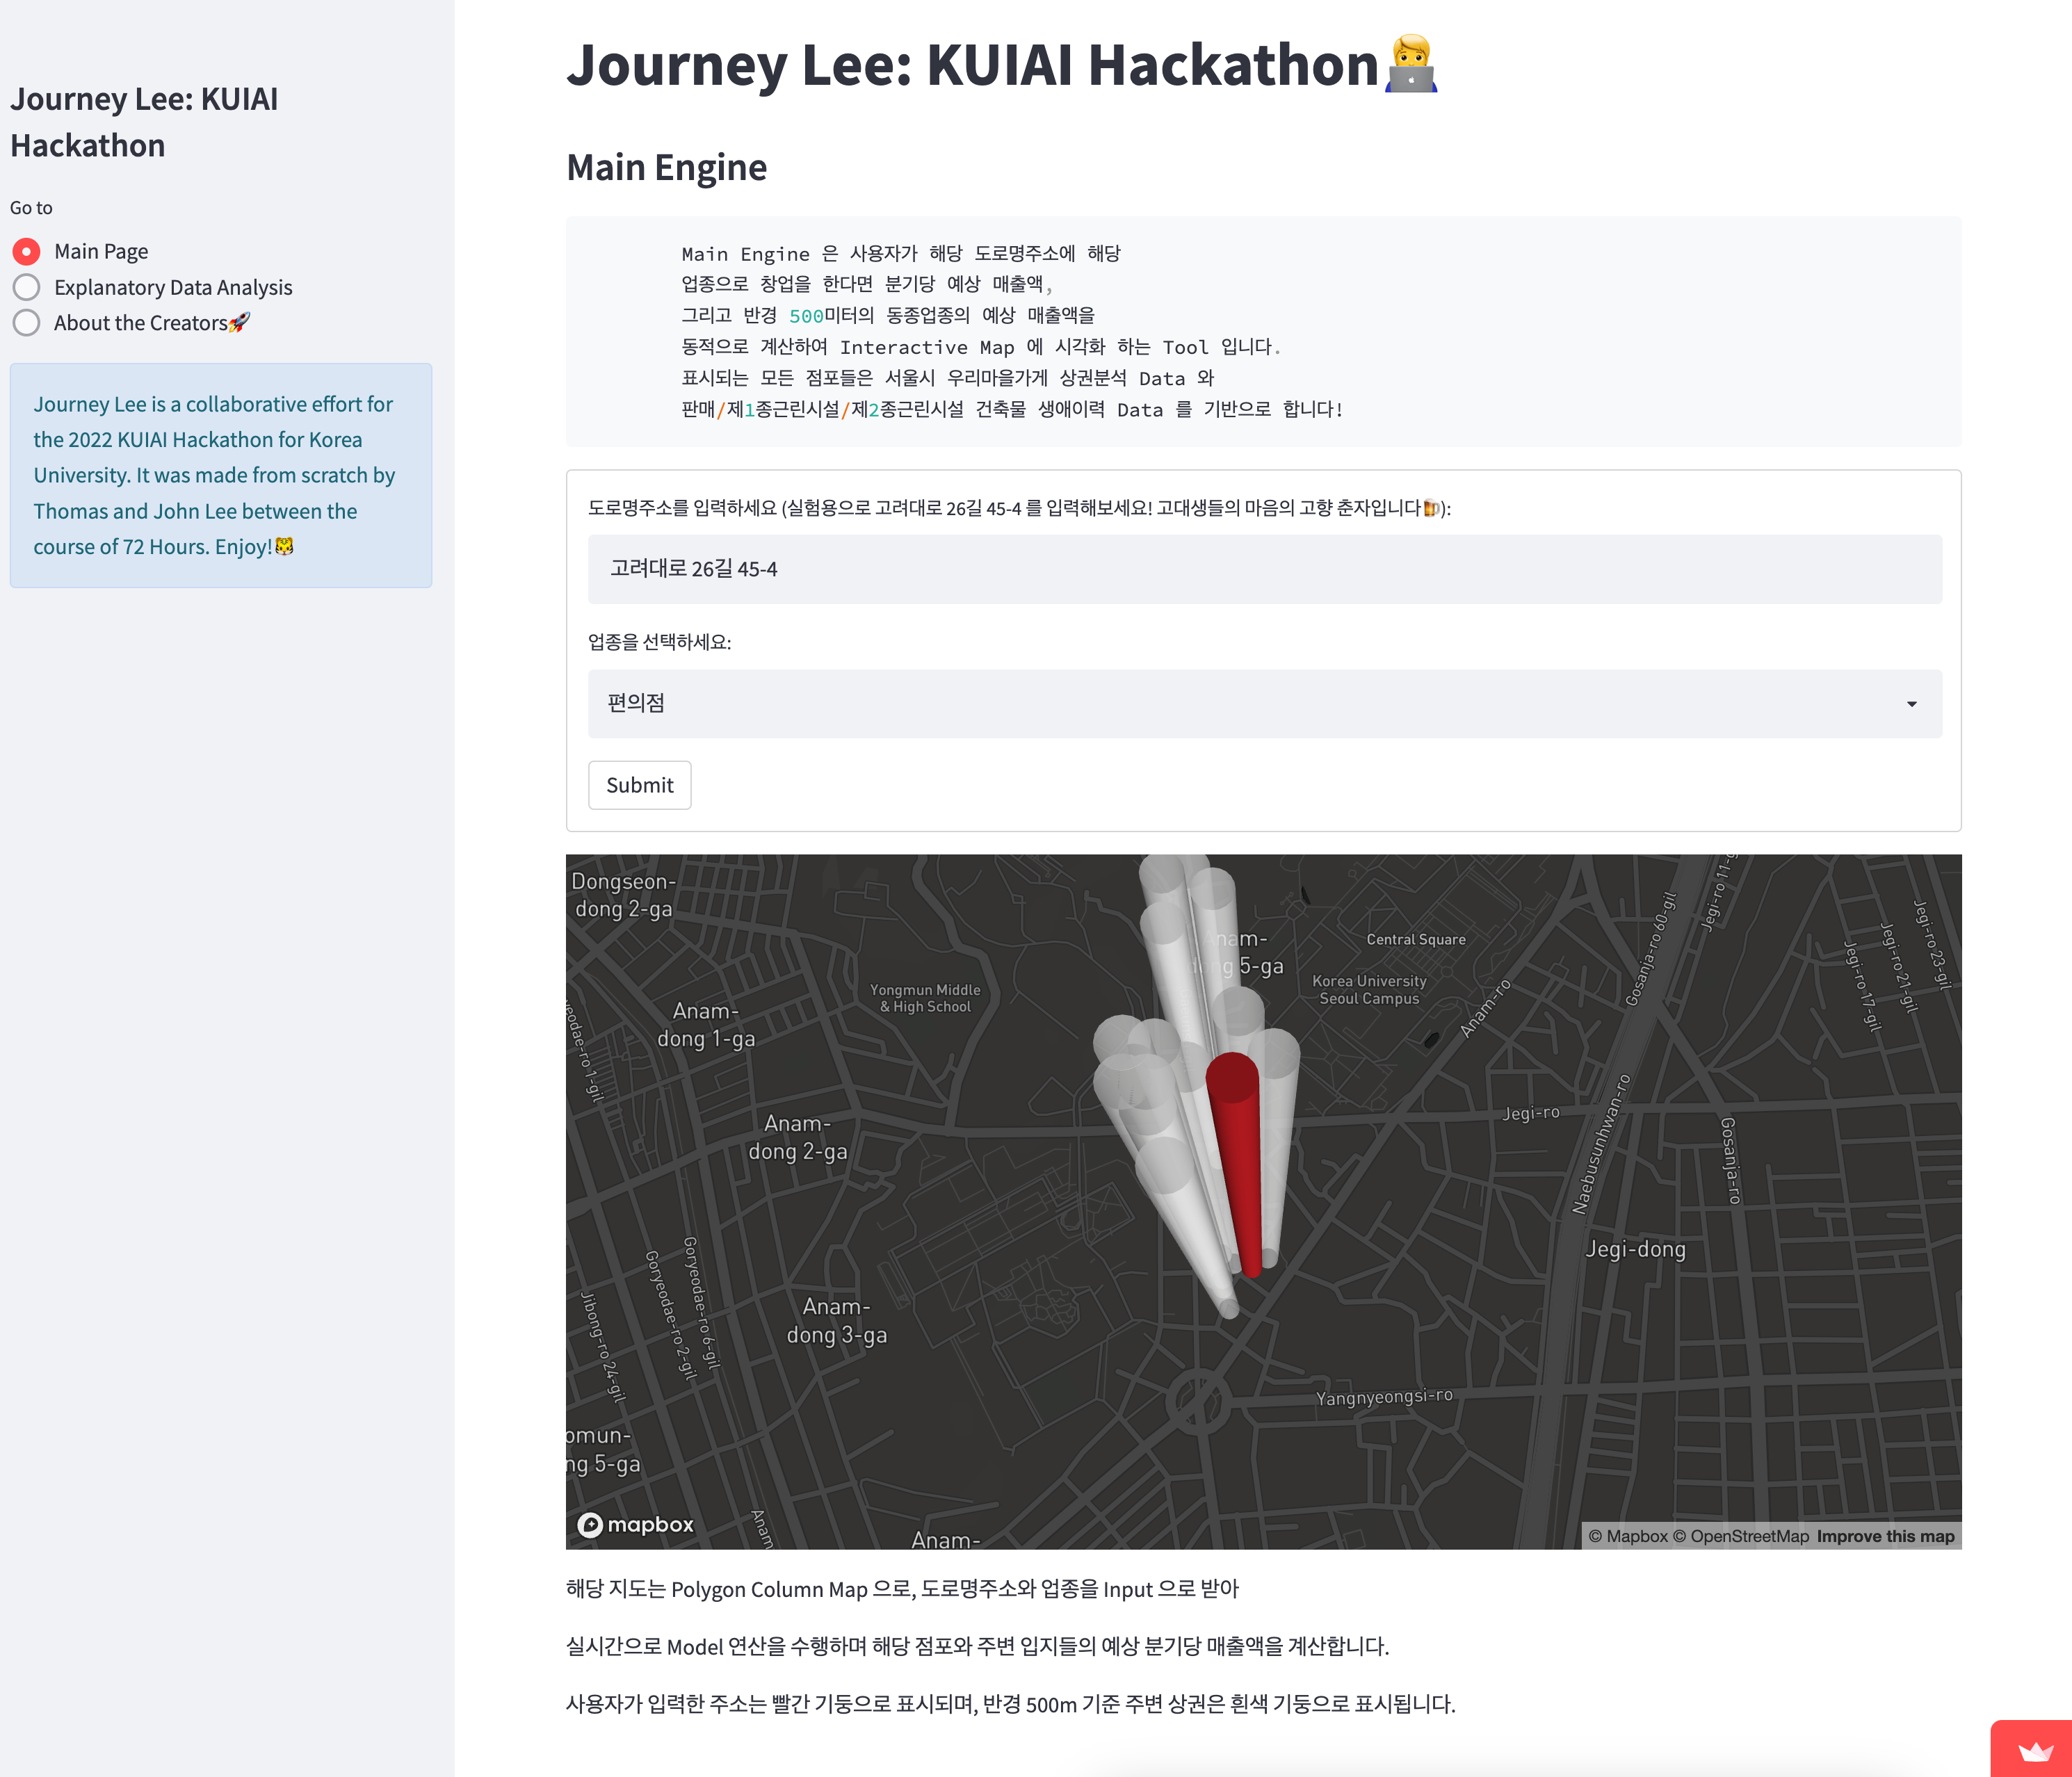 Journey Lee: KUIAI
Hackathon
Go to
Main Page
Explanatory Data Analysis
About the Creators🚀
Journey Lee is a collaborative effort for
the 2022 KUIAI Hackathon for Korea
University. It was made from scratch by
Thomas and John Lee between the
course of 72 Hours. Enjoy!🐯
Journey Lee: KUIAI Hackathon👨‍💻
Main Engine
Main Engine 은 사용자가 해당 도로명주소에 해당
업종으로 창업을 한다면 분기당 예상 매출액,
그리고 반경 500미터의 동종업종의 예상 매출액을
동적으로 계산하여 Interactive Map 에 시각화 하는 Tool 입니다.
표시되는 모든 점포들은 서울시 우리마을가게 상권분석 Data 와
판매/제1종근린시설/제2종근린시설 건축물 생애이력 Data 를 기반으로 합니다!
도로명주소를 입력하세요 (실험용으로 고려대로 26길 45-4 를 입력해보세요! 고대생들의 마음의 고향 춘자입니다🍺):
고려대로 26길 45-4
업종을 선택하세요:
편의점
Submit
Dongseon-
dong 2-ga
Anam-
dong 5-ga
Central Square
Korea University
Seoul Campus
Yongmun Middle
& High School
Anam-
dong 1-ga
Anam-ro
Gosanja-ro 60-gil
Jegi-ro 11-g
Jegi-ro 17-gil
Jegi-ro 21-gil
Jegi-ro 23-gil
yeodae-ro 1-gil
Anam-
dong 2-ga
Jegi-ro
Naebusunhwan-ro
Gosanja-ro
Jegi-dong
Goryeodae-ro 6-gil
Goryeodae-ro 2-gil
Jibong-ro 24-gil
Anam-
dong 3-ga
Yangnyeongsi-ro
omun-
ng 5-ga
Anam
Anam-
mapbox
© Mapbox © OpenStreetMap Improve this map
해당 지도는 Polygon Column Map 으로, 도로명주소와 업종을 Input 으로 받아
실시간으로 Model 연산을 수행하며 해당 점포와 주변 입지들의 예상 분기당 매출액을 계산합니다.
사용자가 입력한 주소는 빨간 기둥으로 표시되며, 반경 500m 기준 주변 상권은 흰색 기둥으로 표시됩니다.